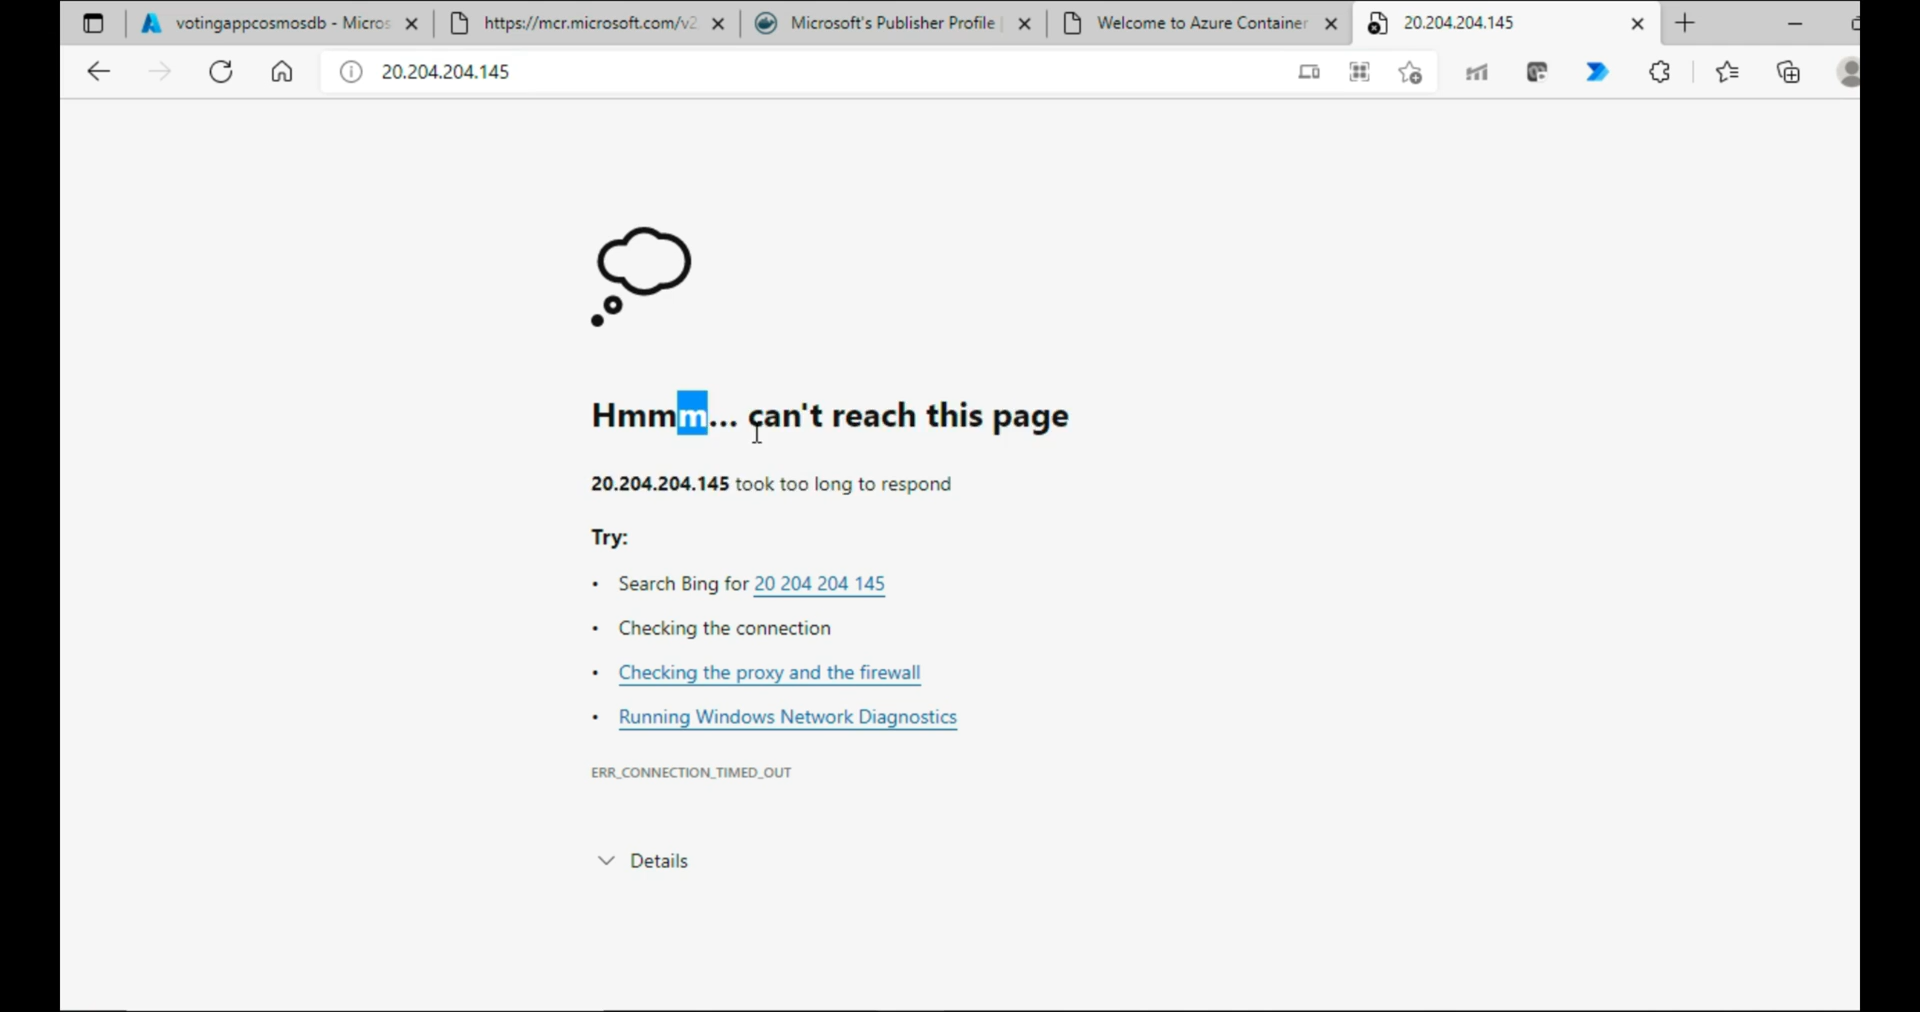 votingappcosmosdb - Micros
https://mcr.microsoft.com/v2
Microsoft's Publisher Profile
Welcome to Azure Container
20.204.204.145
20.204.204.145
Hmmm... can't reach this page
20.204.204.145 took too long to respond
Try:
• Search Bing for 20 204 204 145
• Checking the connection
• Checking the proxy and the firewall
• Running Windows Network Diagnostics
ERR_CONNECTION_TIMED_OUT
Details